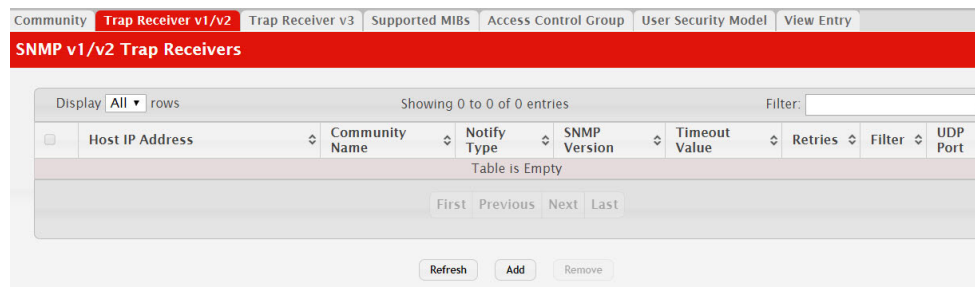 Community Trap Receiver v1/v2 Trap Receiver v3 Supported MIBs Access Control Group User Security Model View Entry
SNMP v1/v2 Trap Receivers
Display All rows Showing 0 to 0 of 0 entries Filter:
Host IP Address Community Name Notify Type SNMP Version Timeout Value Retries Filter UDP Port
Table is Empty
First Previous Next Last
Refresh Add Remove